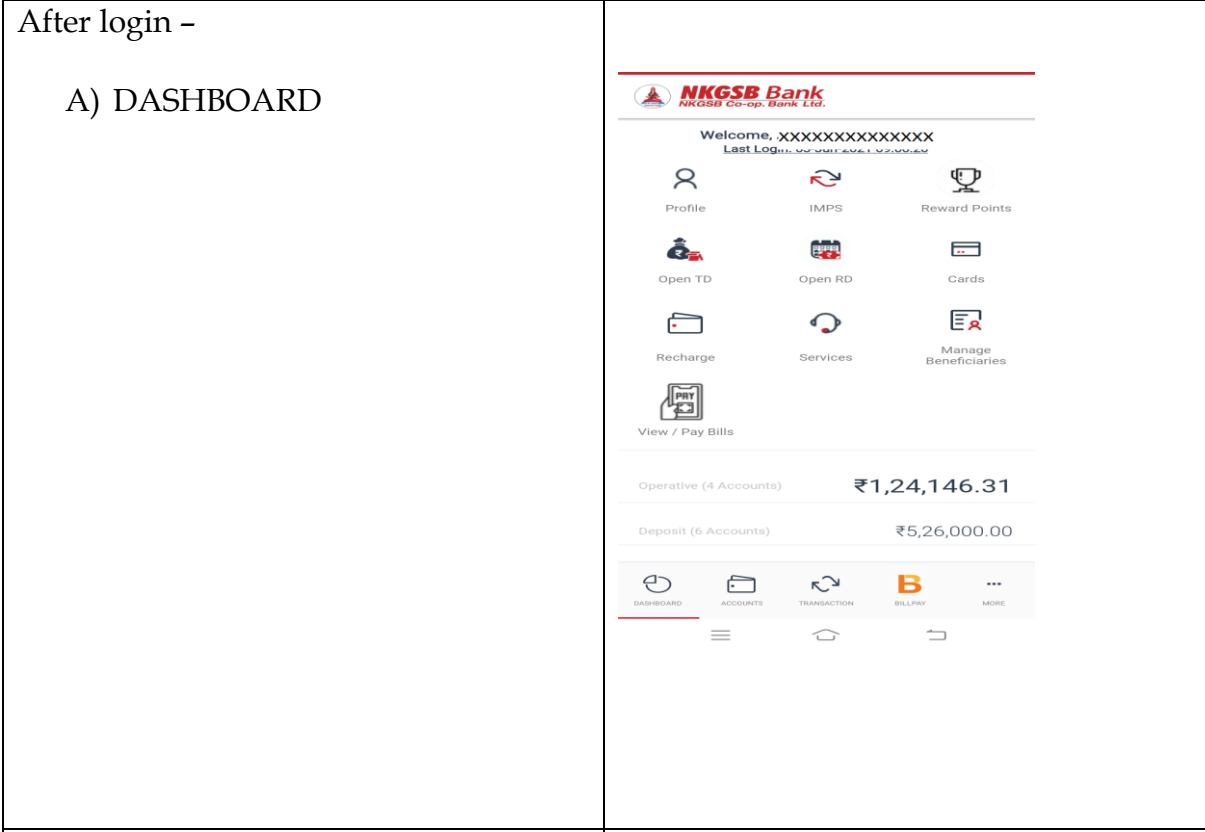 After login –
A) DASHBOARD
NKGSB Bank
NKGSB Co-op. Bank Ltd.
Welcome, .XXXXXXXXXXXXXX
Last Login:
Profile
IMPS
Reward Points
Open TD
Open RD
Cards
Recharge
Services
Manage
Beneficiaries
PAY
View / Pay Bills
Operative (4 Accounts) ₹1,24,146.31
Deposit (6 Accounts) ₹5,26,000.00
DASHBOARD
ACCOUNTS
TRANSACTION
BILLPAY
MORE